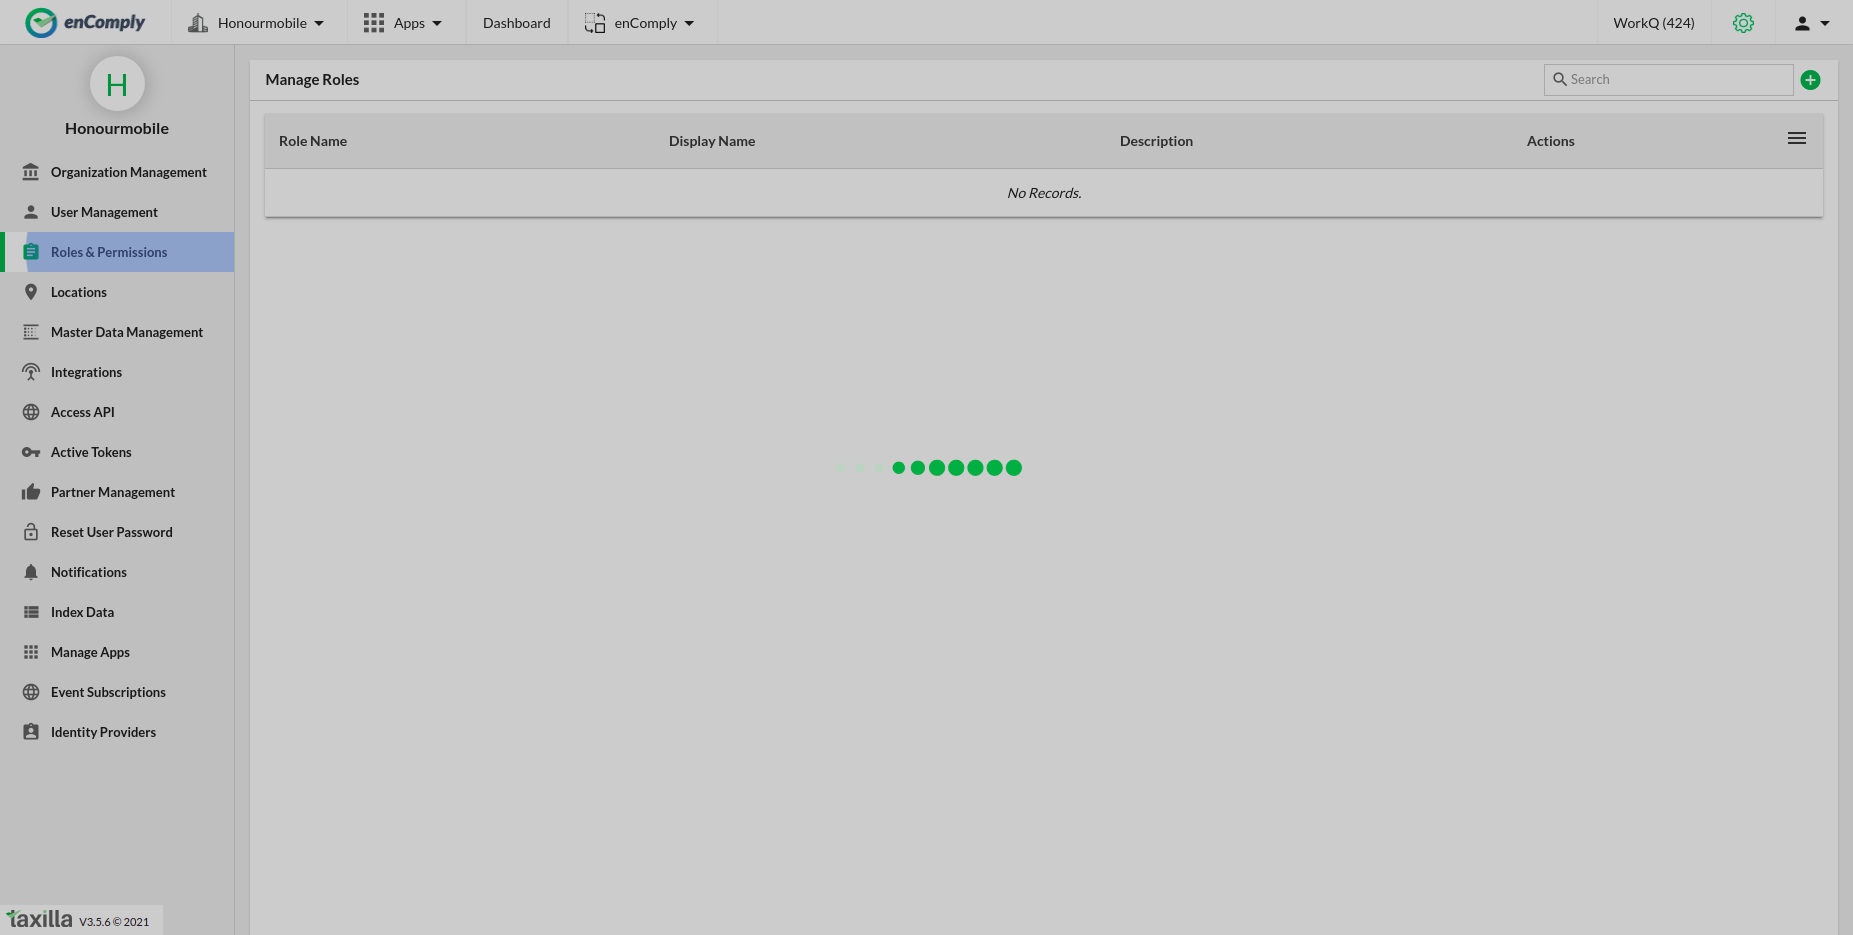 enComply
Honourmobile
Apps
Dashboard
enComply
WorkQ (424)
H
Honourmobile
Organization Management
User Management
Roles & Permissions
Locations
Master Data Management
Integrations
Access API
Active Tokens
Partner Management
Reset User Password
Notifications
Index Data
Manage Apps
Event Subscriptions
Identity Providers
taxilla V3.5.6 © 2021
Manage Roles
Search
Role Name
Display Name
Description
Actions
No Records.